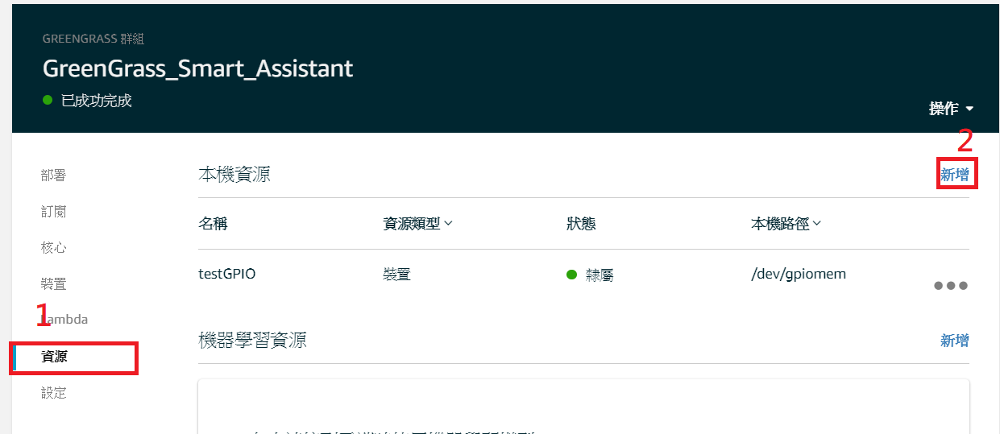 GREENGRASS 群組
GreenGrass_Smart_Assistant
已成功完成
操作
2
部署
訂閱
核心
裝置
1
Lambda
資源
設定
本機資源 新增
名稱 資源類型 狀態 本機路徑
testGPIO 裝置 隸屬 /dev/gpiomem
機器學習資源 新增